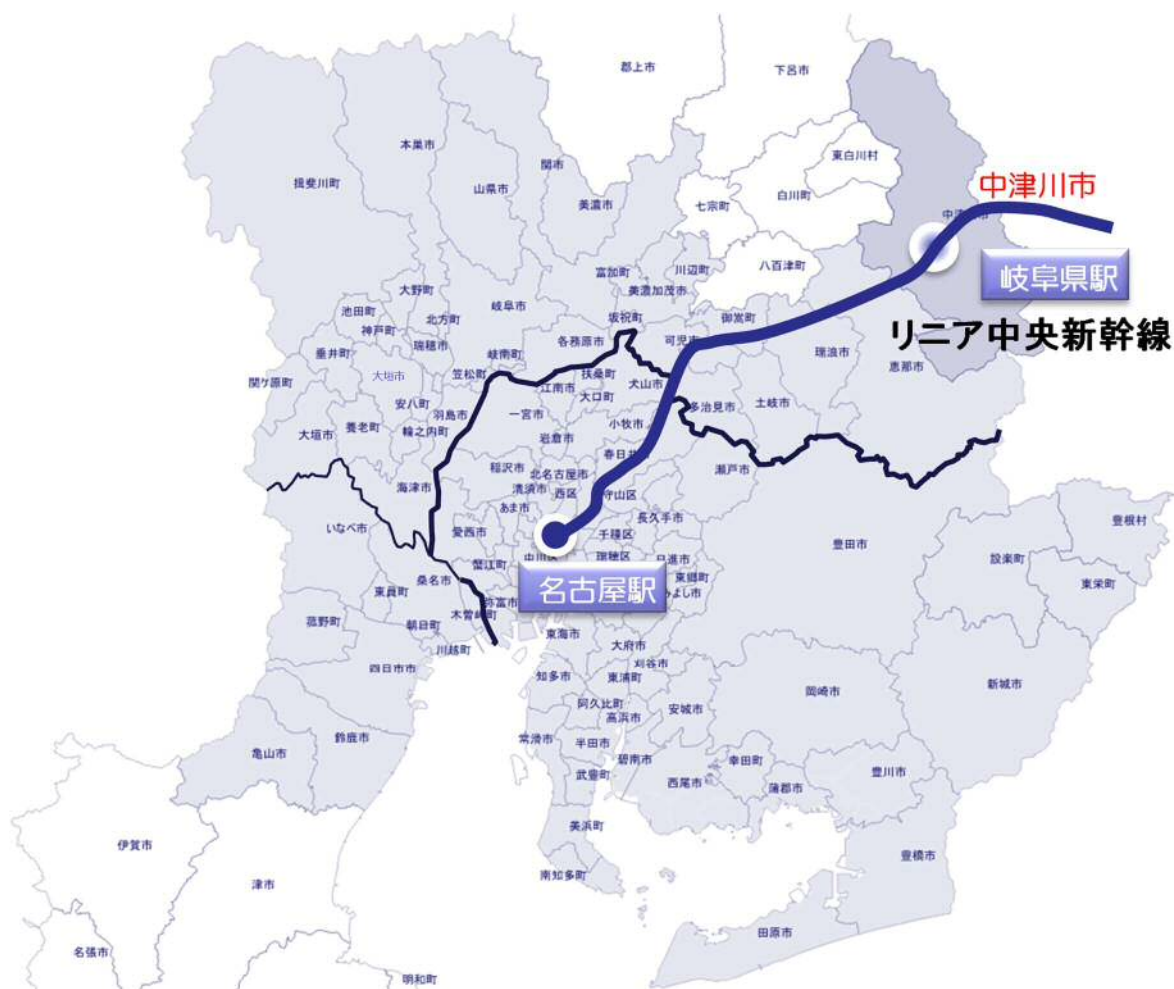 郡上市
下呂市
本巣市
東白川村
関市
揖斐川町
山県市
中津川市
白川町
美濃市
七宗町
八百津町
富加町
川辺町
岐阜県駅
大野町
美濃加茂市
池田町
岐阜市
北方町
坂祝町
御嵩町
神戸町
リニア中央新幹線
瑞穂市
各務原市
可児市
垂井町
岐南町
瑞浪市
恵那市
関ケ原町
大垣市
笠松町
扶桑町
江南市
犬山市
大口町
安八町
多治見市
土岐市
羽島市
一宮市
養老町
小牧市
大垣市
輪之内町
岩倉市
春日井市
稲沢市
北名古屋市
瀬戸市
海津市
清須市
西区
守山区
あま市
長久手市
豊根村
いなべ市
愛西市
千種区
豊田市
中川区
瑞穂区
日進市
設楽町
蟹江町
桑名市
名古屋駅
東郷町
東栄町
東員町
弥富市
みよし市
木曽岬町
菰野町
朝日町
東海市
大府市
川越町
刈谷市
四日市市
知多市
東浦町
新城市
岡崎市
阿久比町
安城市
高浜市
鈴鹿市
常滑市
半田市
亀山市
碧南市
幸田町
豊川市
武豊町
西尾市
蒲郡市
美浜町
伊賀市
豊橋市
南知多町
津市
田原市
名張市
明和町